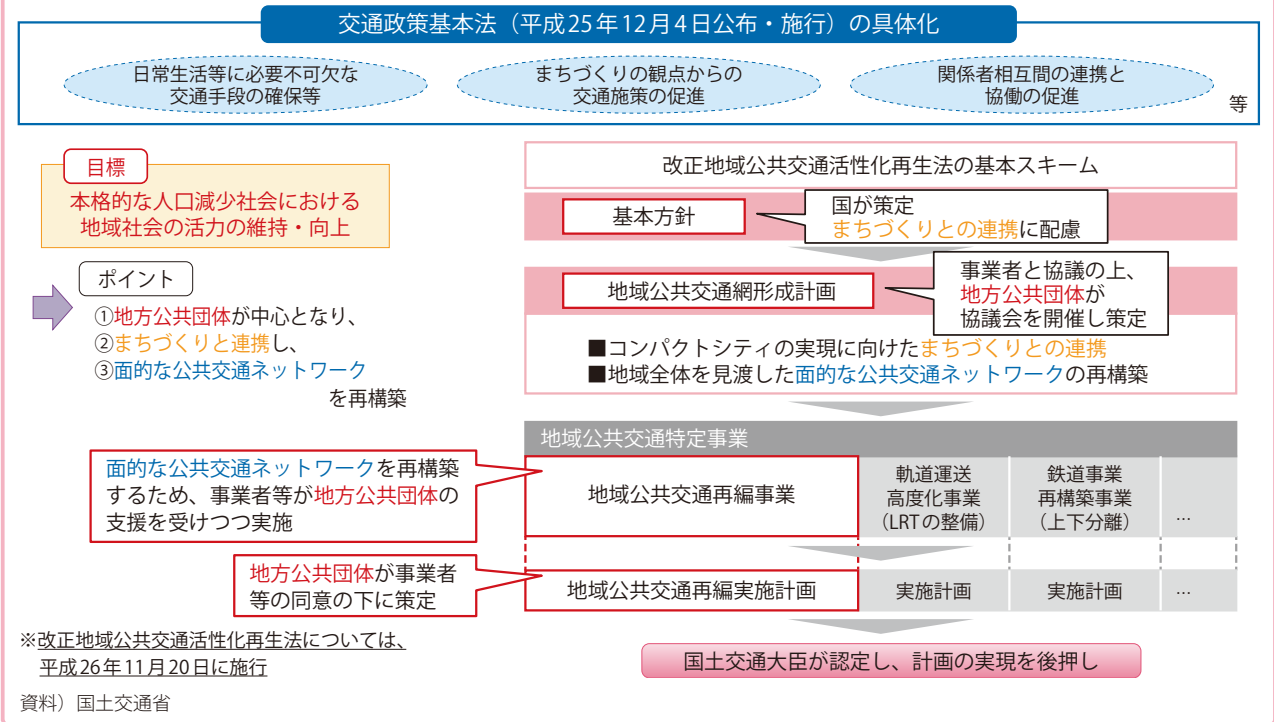 交通政策基本法（平成25年12月4日公布・施行）の具体化
日常生活等に必要不可欠な
交通手段の確保等
まちづくりの観点からの
交通施策の促進
関係者相互間の連携と
協働の促進
等
目標
本格的な人口減少社会における
地域社会の活力の維持・向上
ポイント
①地方公共団体が中心となり、
②まちづくりと連携し、
③面的な公共交通ネットワーク
を再構築
改正地域公共交通活性化再生法の基本スキーム
基本方針
国が策定
まちづくりとの連携に配慮
地域公共交通網形成計画
事業者と協議の上、
地方公共団体が
協議会を開催し策定
■コンパクトシティの実現に向けたまちづくりとの連携
■地域全体を見渡した面的な公共交通ネットワークの再構築
地域公共交通特定事業
面的な公共交通ネットワークを再構築
するため、事業者等が地方公共団体の
支援を受けつつ実施
地域公共交通再編事業
軌道運送
高度化事業
（LRTの整備）
鉄道事業
再構築事業
（上下分離）
…
地方公共団体が事業者
等の同意の下に策定
地域公共交通再編実施計画
実施計画
実施計画
…
国土交通大臣が認定し、計画の実現を後押し
※改正地域公共交通活性化再生法については、
平成26年11月20日に施行
資料）国土交通省